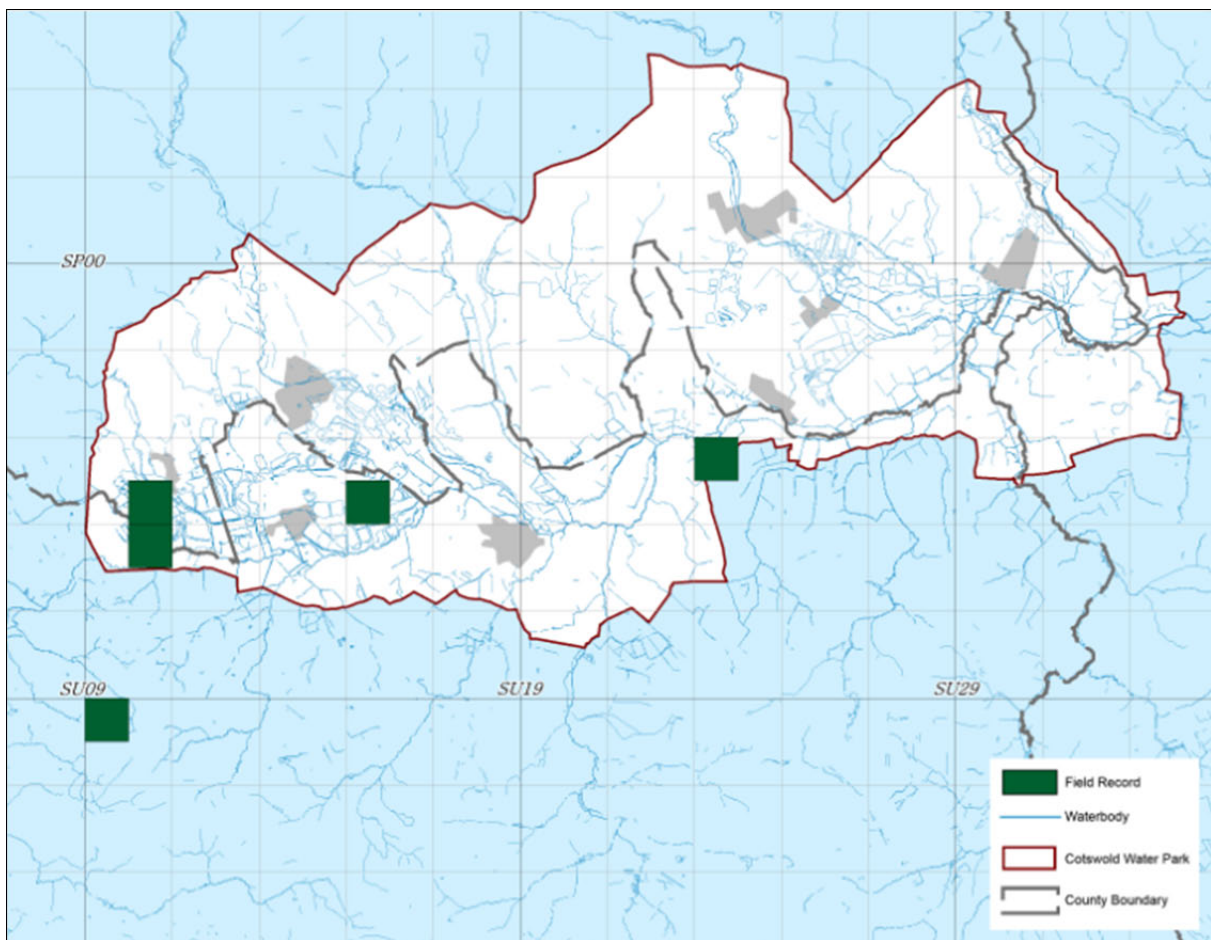 SP00
SU09
SU19
SU29
Field Record
Waterbody
Cotswold Water Park
County Boundary